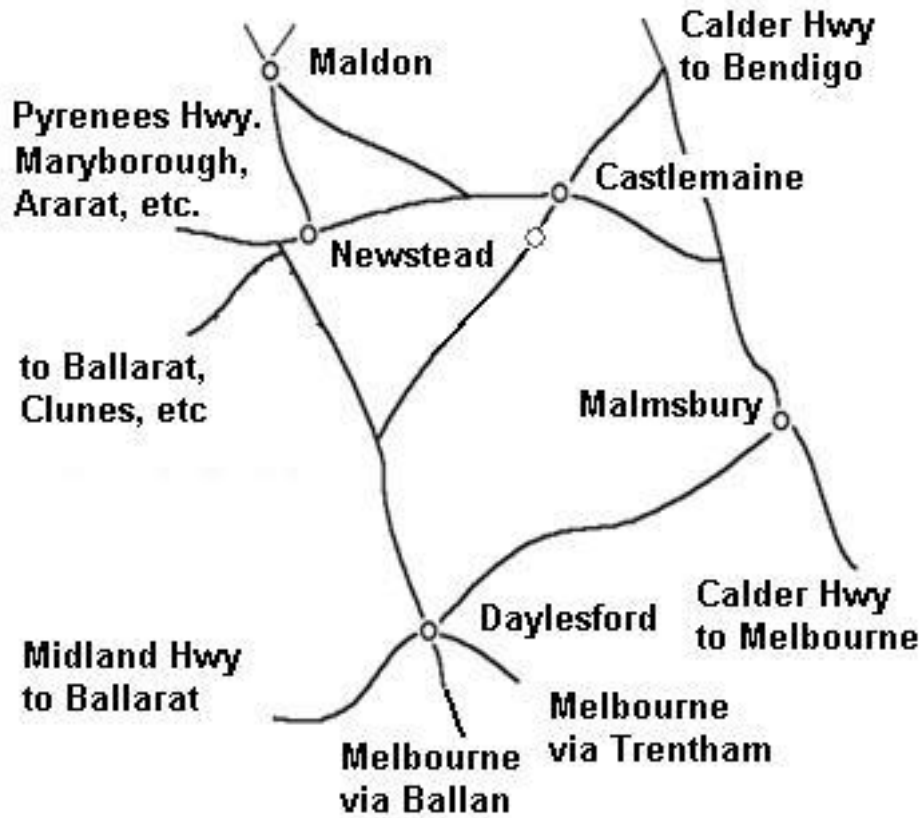 Calder Hwy
to Bendigo
Maldon
Pyrenees Hwy.
Maryborough,
Ararat, etc.
Castlemaine
Newstead
to Ballarat,
Clunes, etc
Malmsbury
Calder Hwy
to Melbourne
Daylesford
Midland Hwy
to Ballarat
Melbourne
via Trentham
Melbourne
via Ballan